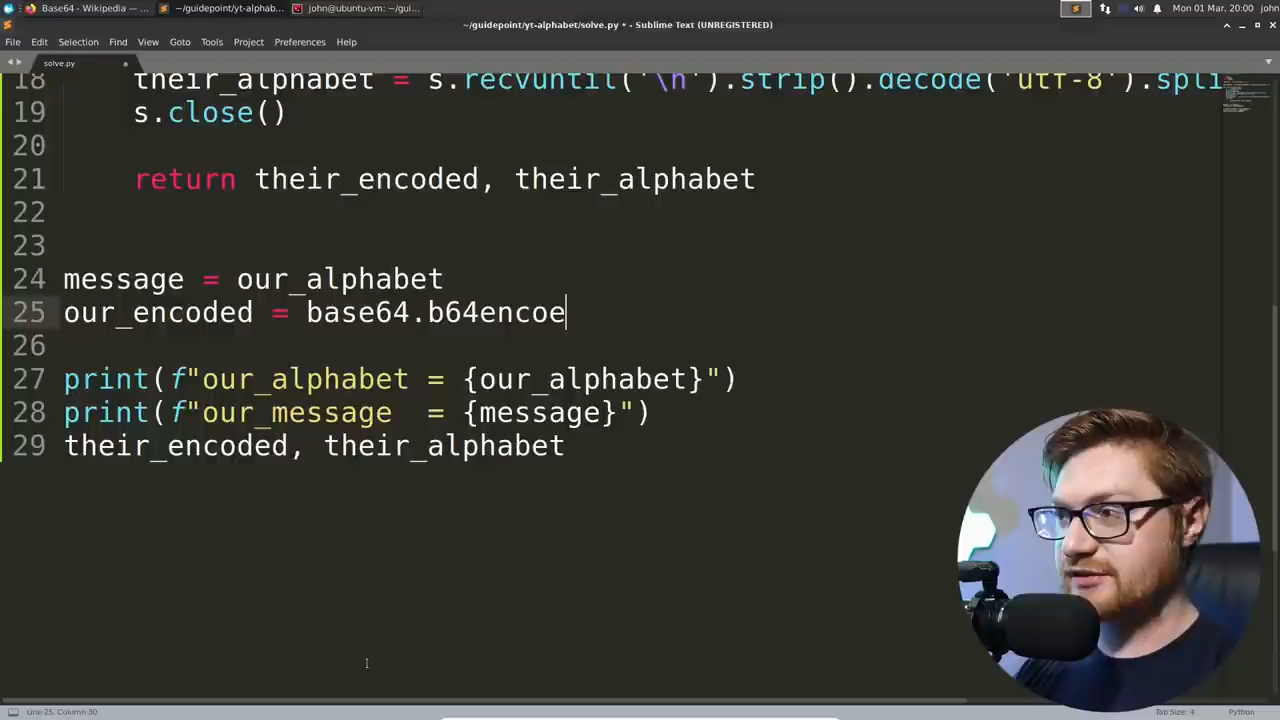 Base64 - Wikipedia — ...
~/guidepoint/yt-alphabet...
john@ubuntu-vm: ~/gui...
Mon 01 Mar, 20:00
john
~/guidepoint/yt-alphabet/solve.py • - Sublime Text (UNREGISTERED)
File Edit Selection Find View Goto Tools Project Preferences Help
solve.py
18 their_alphabet = s.recvuntil('\n').strip().decode('utf-8').spli
19 s.close()
20
21 return their_encoded, their_alphabet
22
23
24 message = our_alphabet
25 our_encoded = base64.b64encoe
26
27 print(f"our_alphabet = {our_alphabet}")
28 print(f"our_message  = {message}")
29 their_encoded, their_alphabet
Line 25, Column 30
Tab Size: 4
Python